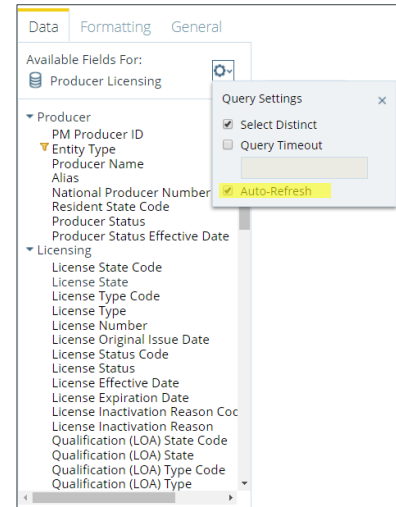 Data Formatting General
Available Fields For:
Producer Licensing
Query Settings ×
Select Distinct
Query Timeout
Auto-Refresh
Producer
PM Producer ID
Entity Type
Producer Name
Alias
National Producer Number
Resident State Code
Producer Status
Producer Status Effective Date
Licensing
License State Code
License State
License Type Code
License Type
License Number
License Original Issue Date
License Status Code
License Status
License Effective Date
License Expiration Date
License Inactivation Reason Coc
License Inactivation Reason
Qualification (LOA) State Code
Qualification (LOA) State
Qualification (LOA) Type Code
Qualification (LOA) Type